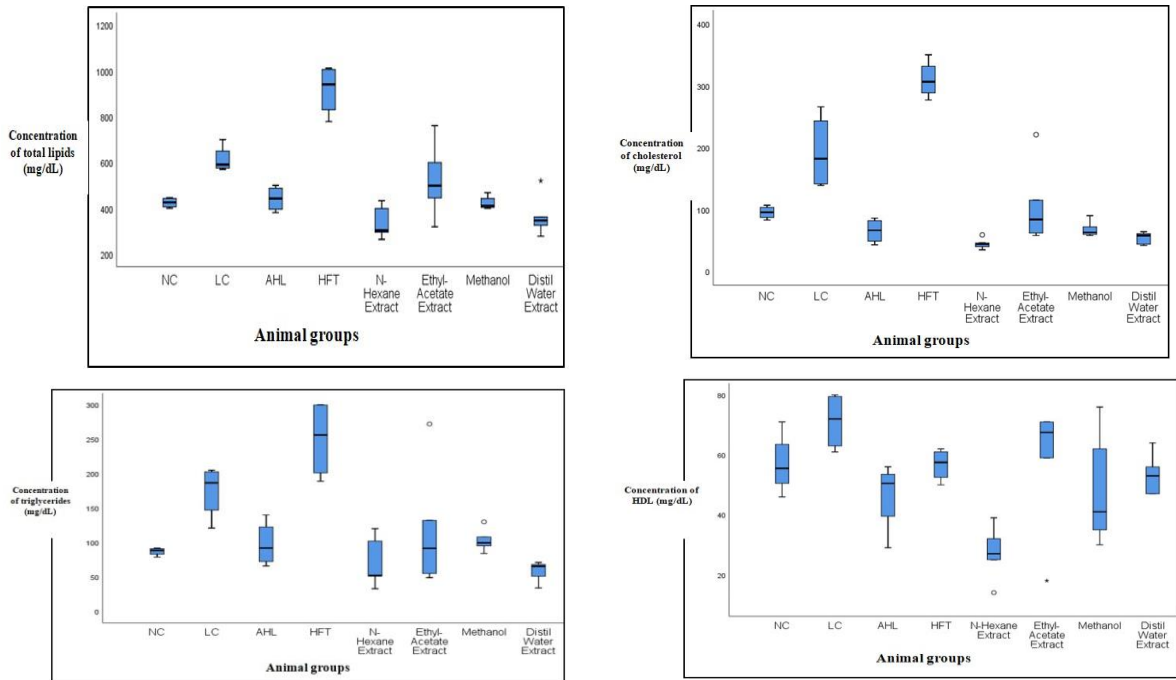 1200
1000
800
600
400
200
Concentration
of total lipids
(mg/dL)
NC LC AHL HFT N-Hexane Extract Ethyl-Acetate Extract Methanol Distil Water Extract
Animal groups
400
300
200
100
0
Concentration
of cholesterol
(mg/dL)
NC LC AHL HFT N-Hexane Extract Ethyl-Acetate Extract Methanol Distil Water Extract
Animal groups
300
250
200
150
100
50
0
Concentration
of triglycerides
(mg/dL)
NC LC AHL HFT N-Hexane Extract Ethyl-Acetate Extract Methanol Distil Water Extract
Animal groups
80
60
40
20
Concentration of
HDL (mg/dL)
NC LC AHL HFT N-Hexane Extract Ethyl-Acetate Extract Methanol Distil Water Extract
Animal groups